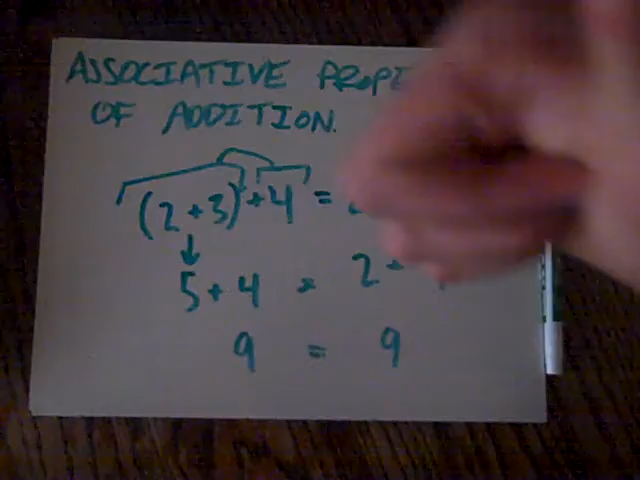 ASSOCIATIVE PROPE
OF ADDITION.
(2+3)+4 =
5+4 = 2+
9 = 9